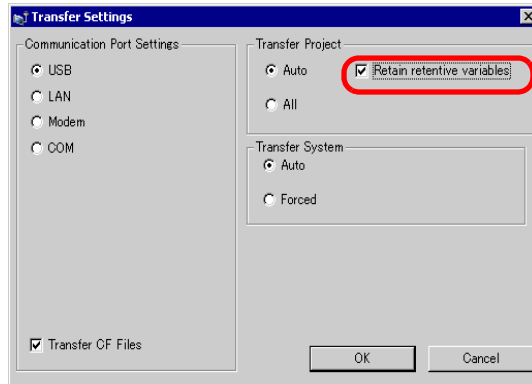 Transfer Settings
Communication Port Settings
USB
LAN
Modem
COM
Transfer CF Files
Transfer Project
Auto
Retain retentive variables
All
Transfer System
Auto
Forced
OK
Cancel